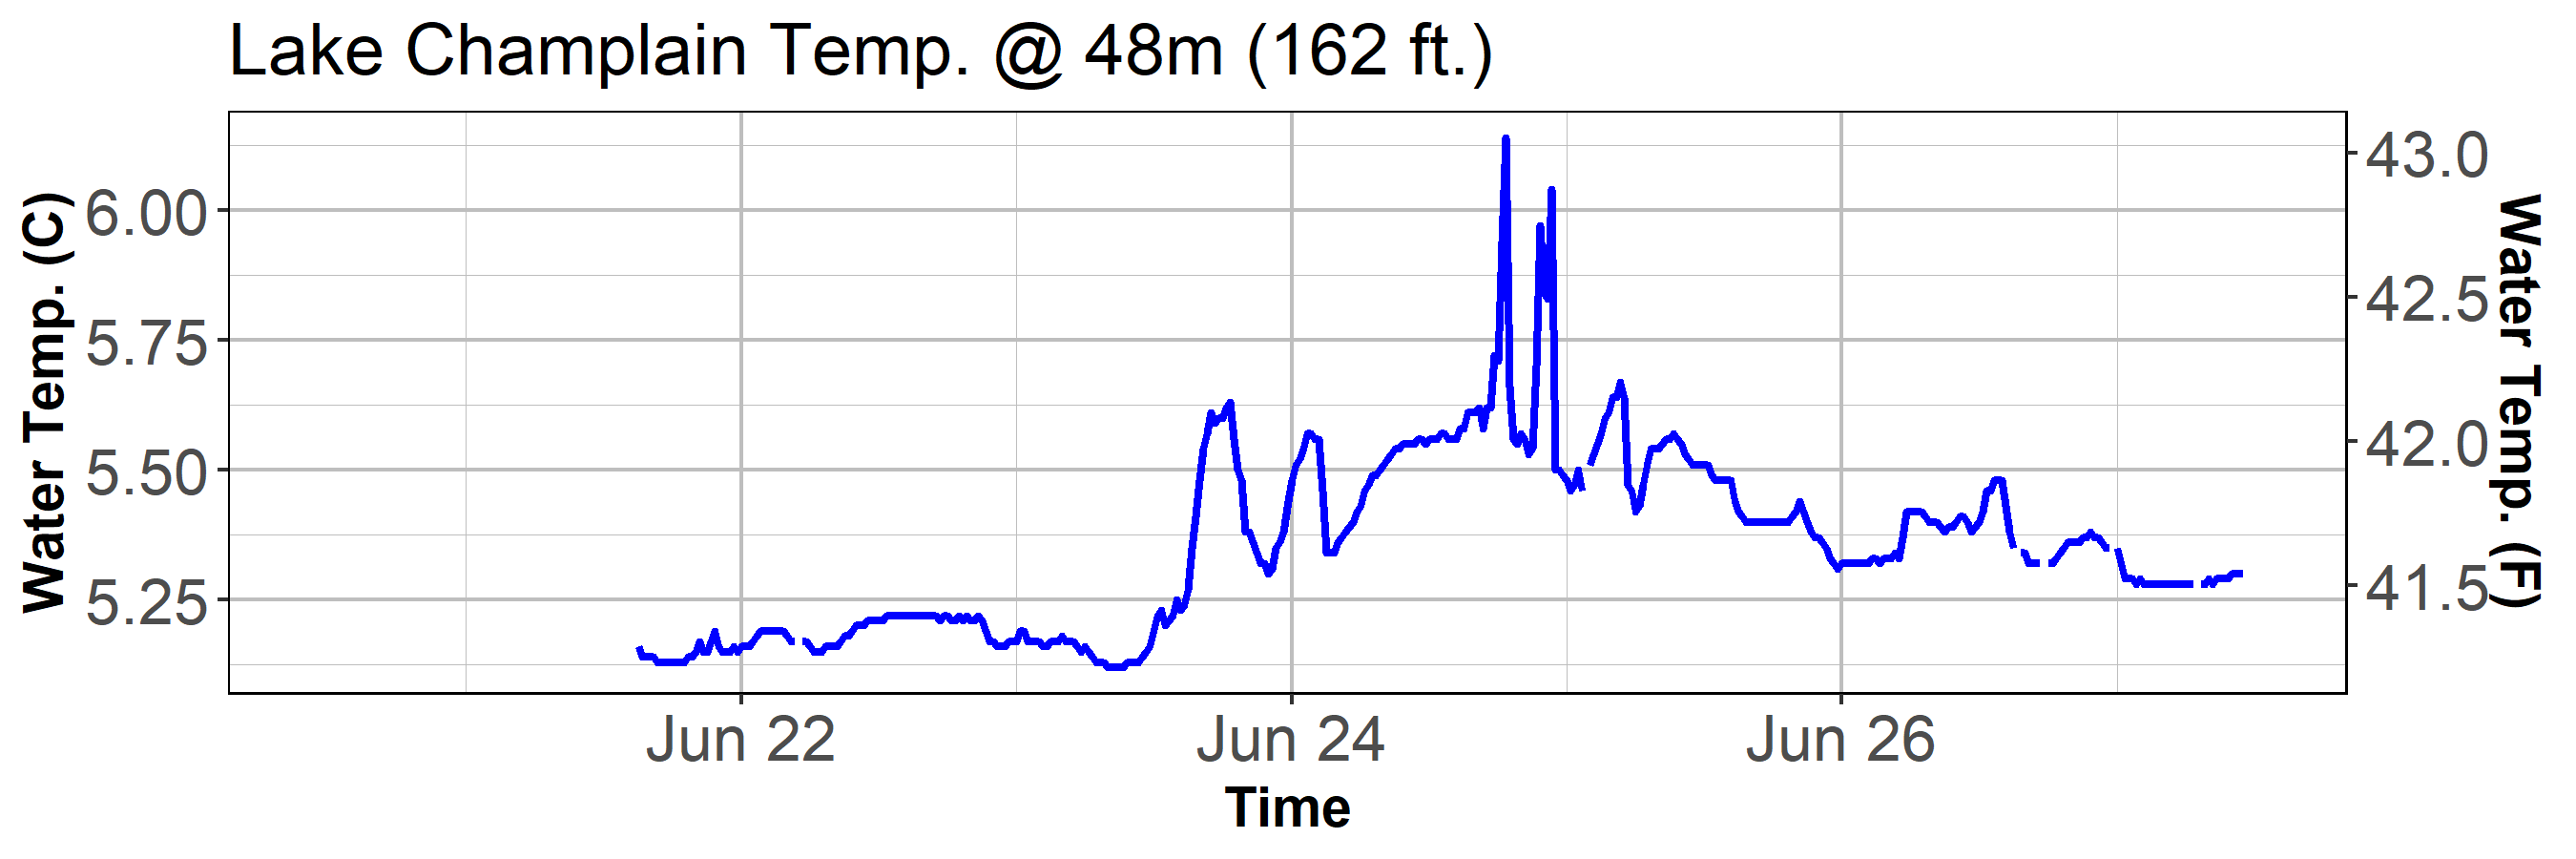 Lake Champlain Temp. @ 48m (162 ft.)
Water Temp. (C)
6.00
5.75
5.50
5.25
43.0
42.5
42.0
41.5
Water Temp. (F)
Jun 22
Jun 24
Jun 26
Time